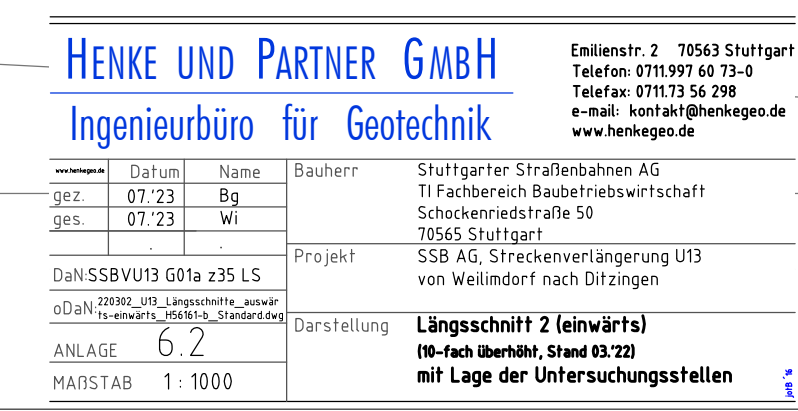 HENKE UND PARTNER GMBH
Ingenieurbüro für Geotechnik
Emilienstr. 2 70563 Stuttgart
Telefon: 0711.997 60 73-0
Telefax: 0711.73 56 298
e-mail: kontakt@henkegeo.de
www.henkegeo.de
www.henkegeo.de Datum Name
gez. 07.'23 Bg
ges. 07.'23 Wi
. .
DaN:SSBVU13 G01a z35 LS
oDaN:220302_U13_Längsschnitte_auswär
ts-einwärts_H56161-b_Standard.dwg
ANLAGE 6.2
MAßSTAB 1 : 1000
Bauherr Stuttgarter Straßenbahnen AG
TI Fachbereich Baubetriebswirtschaft
Schockenriedstraße 50
70565 Stuttgart
Projekt SSB AG, Streckenverlängerung U13
von Weilimdorf nach Ditzingen
Darstellung Längsschnitt 2 (einwärts)
(10-fach überhöht, Stand 03.'22)
mit Lage der Untersuchungsstellen
jotB '16